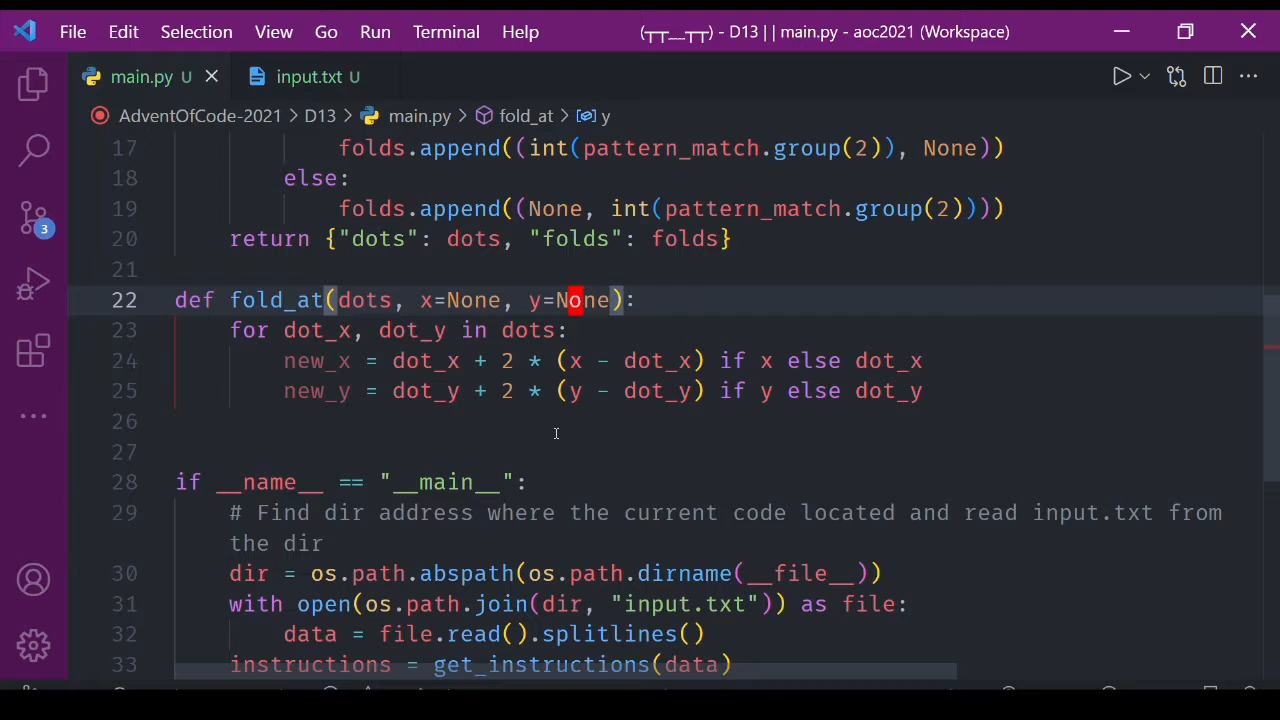 File Edit Selection View Go Run Terminal Help (┬┬﹏┬┬) - D13 | | main.py - aoc2021 (Workspace)
main.py U input.txt U
AdventOfCode-2021 > D13 > main.py > fold_at > y
17 folds.append((int(pattern_match.group(2)), None))
18 else:
19 folds.append((None, int(pattern_match.group(2))))
20 return {"dots": dots, "folds": folds}
21
22 def fold_at(dots, x=None, y=None):
23 for dot_x, dot_y in dots:
24 new_x = dot_x + 2 * (x - dot_x) if x else dot_x
25 new_y = dot_y + 2 * (y - dot_y) if y else dot_y
26
27
28 if __name__ == "__main__":
29 # Find dir address where the current code located and read input.txt from
the dir
30 dir = os.path.abspath(os.path.dirname(__file__))
31 with open(os.path.join(dir, "input.txt")) as file:
32 data = file.read().splitlines()
33 instructions = get_instructions(data)
3